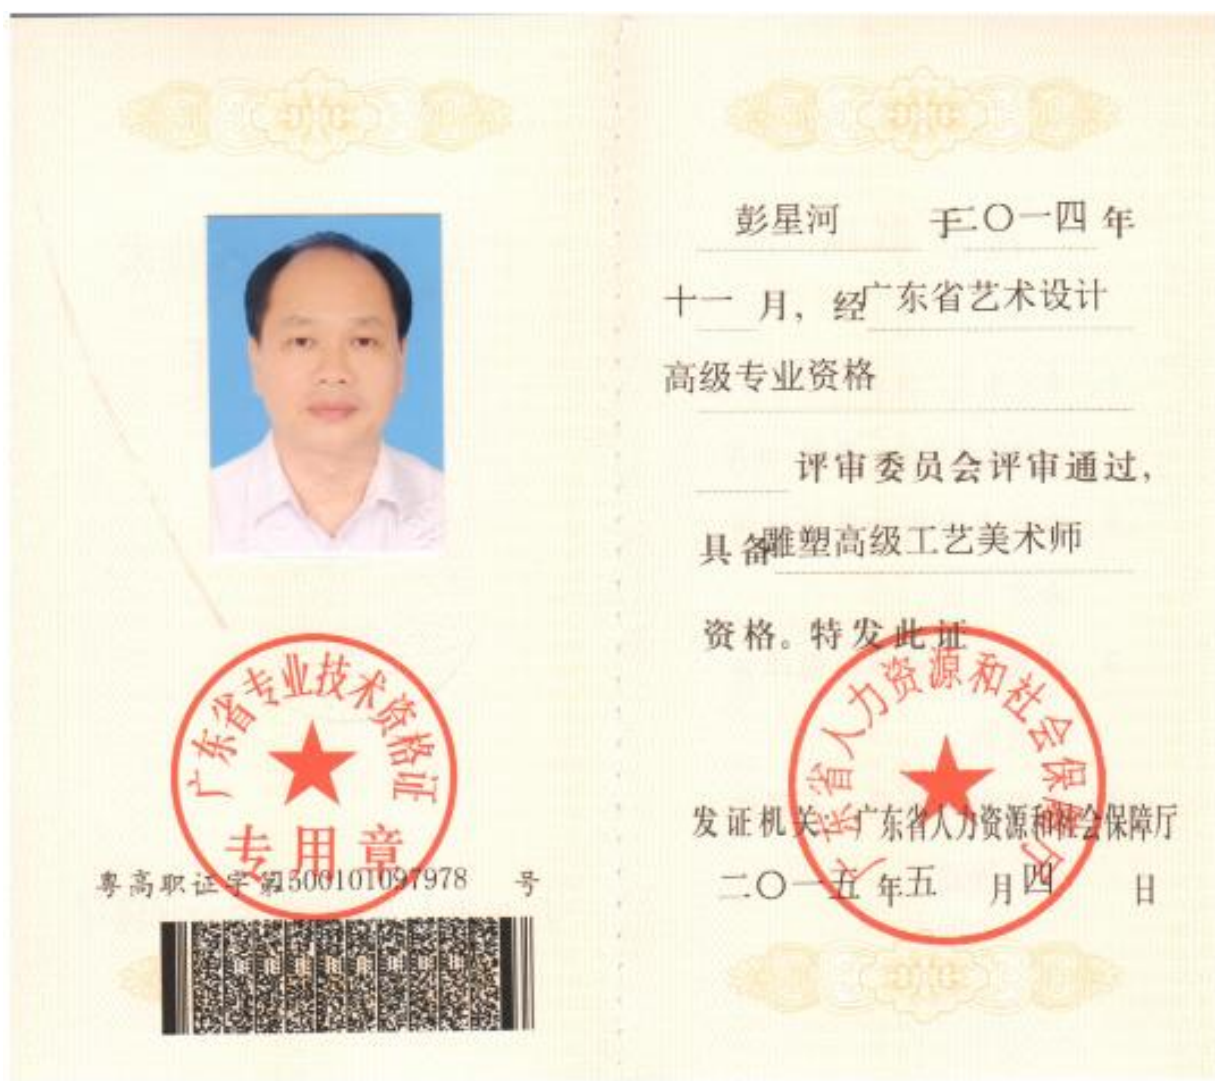 广东省专业技术资格证
专用章
粤高职证字第1500101097978 号
彭星河 于二〇一四年
十一月，经广东省艺术设计
高级专业资格
评审委员会评审通过，
具备雕塑高级工艺美术师
资格。特发此证
广东省人力资源和社会保障厅
发证机关：广东省人力资源和社会保障厅
二〇一五年五月四日